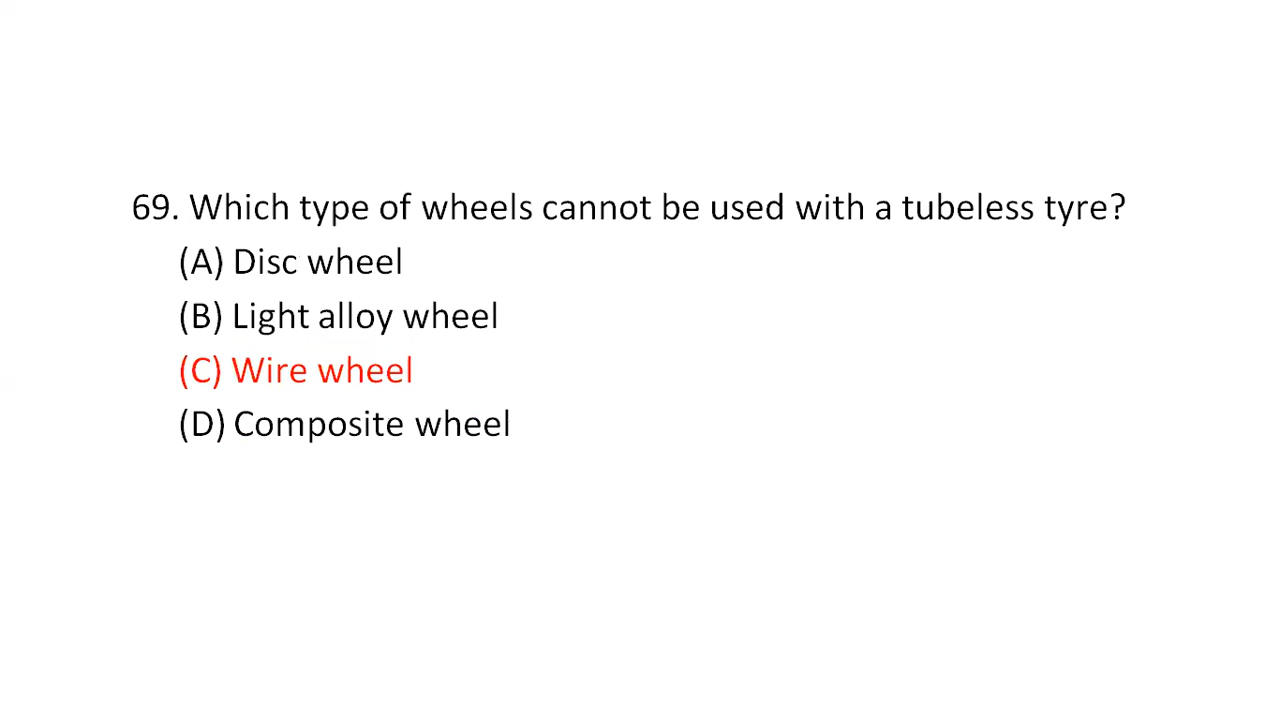 69. Which type of wheels cannot be used with a tubeless tyre?
(A) Disc wheel
(B) Light alloy wheel
(C) Wire wheel
(D) Composite wheel